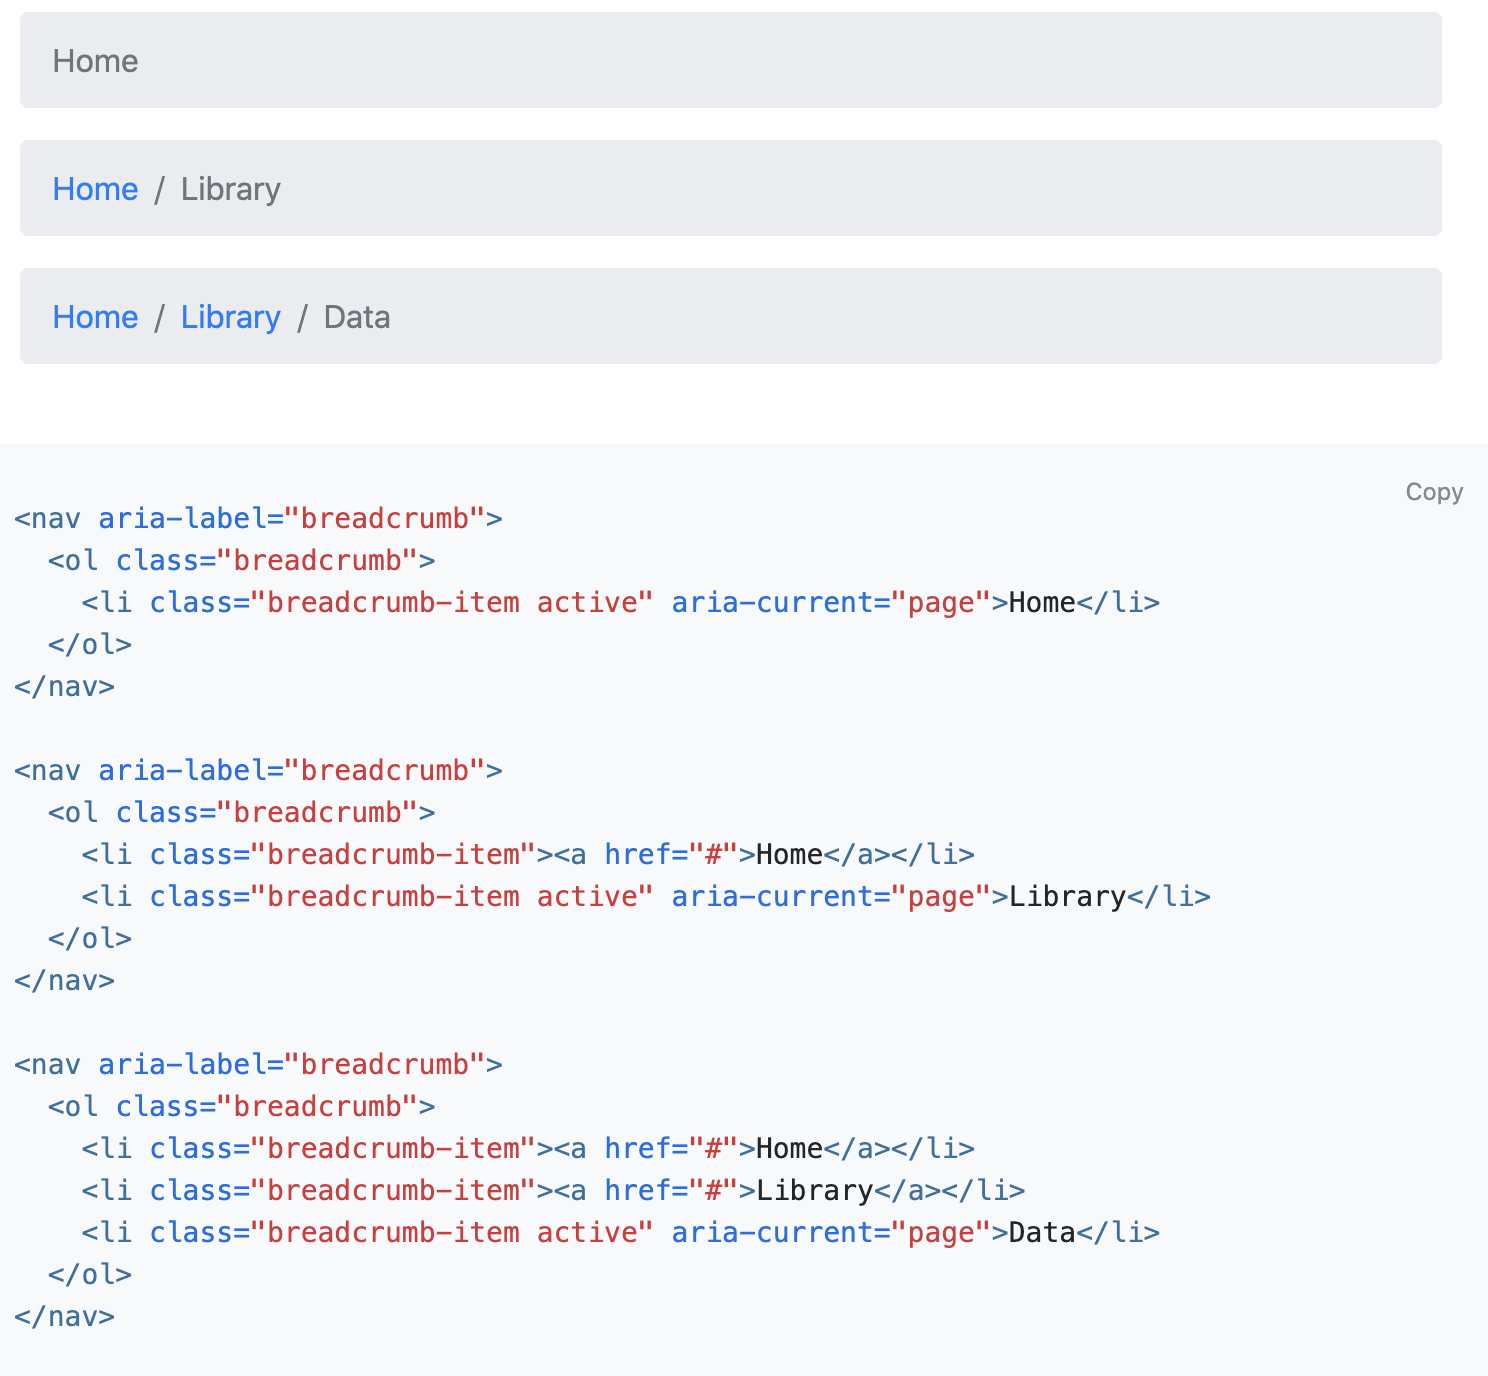 Home
Home / Library
Home / Library / Data
Copy
<nav aria-label="breadcrumb">
  <ol class="breadcrumb">
    <li class="breadcrumb-item active" aria-current="page">Home</li>
  </ol>
</nav>

<nav aria-label="breadcrumb">
  <ol class="breadcrumb">
    <li class="breadcrumb-item"><a href="#">Home</a></li>
    <li class="breadcrumb-item active" aria-current="page">Library</li>
  </ol>
</nav>

<nav aria-label="breadcrumb">
  <ol class="breadcrumb">
    <li class="breadcrumb-item"><a href="#">Home</a></li>
    <li class="breadcrumb-item"><a href="#">Library</a></li>
    <li class="breadcrumb-item active" aria-current="page">Data</li>
  </ol>
</nav>